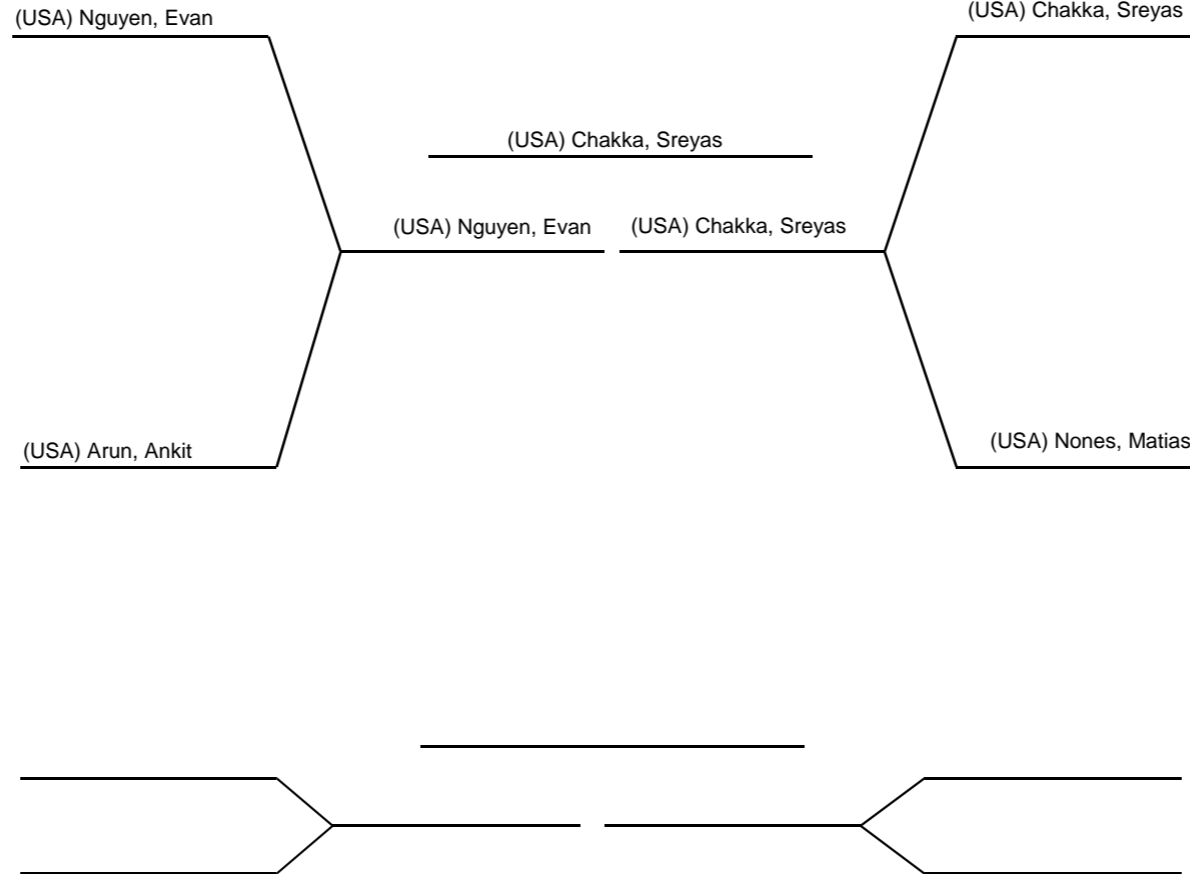 (USA) Nguyen, Evan
(USA) Chakka, Sreyas
(USA) Chakka, Sreyas
(USA) Nguyen, Evan
(USA) Chakka, Sreyas
(USA) Arun, Ankit
(USA) Nones, Matias